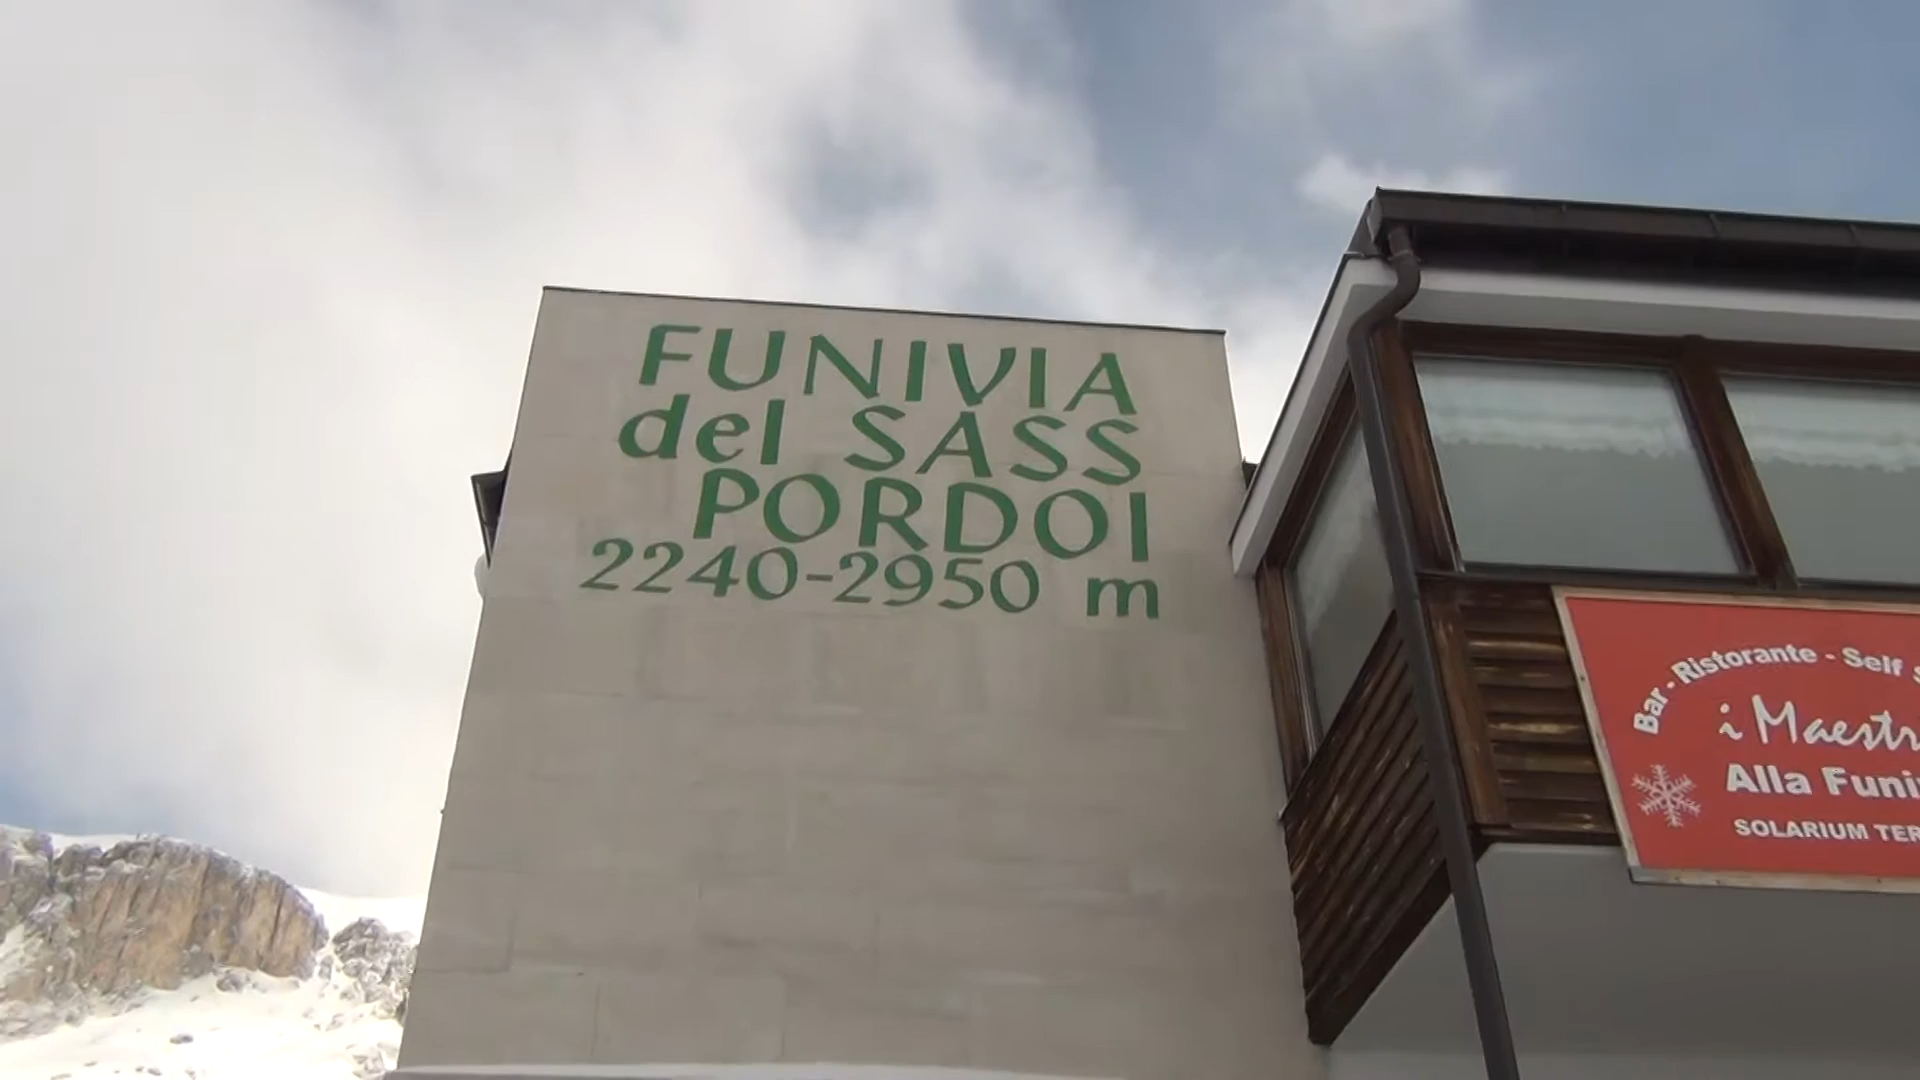 FUNIVIA
del SASS
PORDOI
2240-2950 m
Bar - Ristorante - Self
i Maestr
Alla Funi
SOLARIUM TER